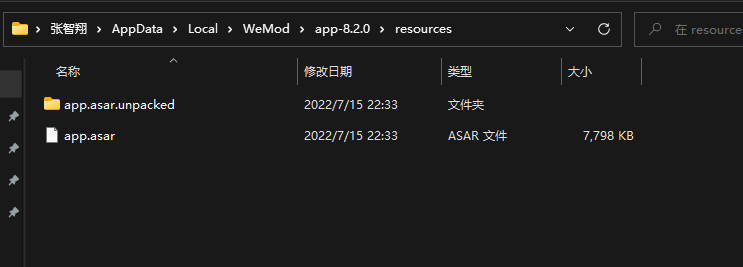 张智翔 > AppData > Local > WeMod > app-8.2.0 > resources 在 resource
名称 修改日期 类型 大小
app.asar.unpacked 2022/7/15 22:33 文件夹
app.asar 2022/7/15 22:33 ASAR 文件 7,798 KB